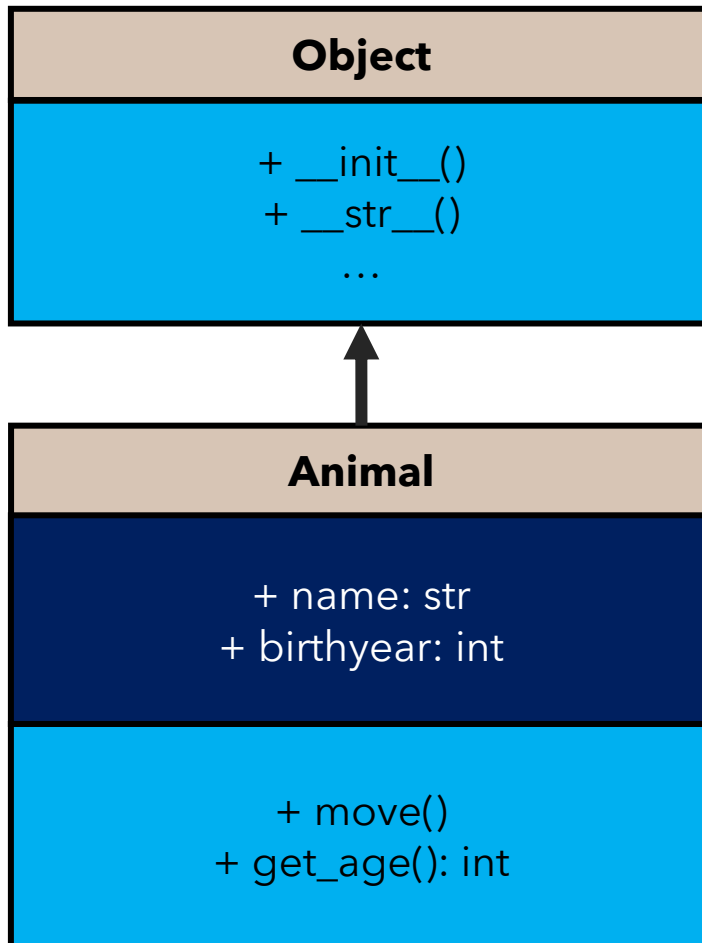 Object
+ __init__()
+ __str__()
...
Animal
+ name: str
+ birthyear: int
+ move()
+ get_age(): int